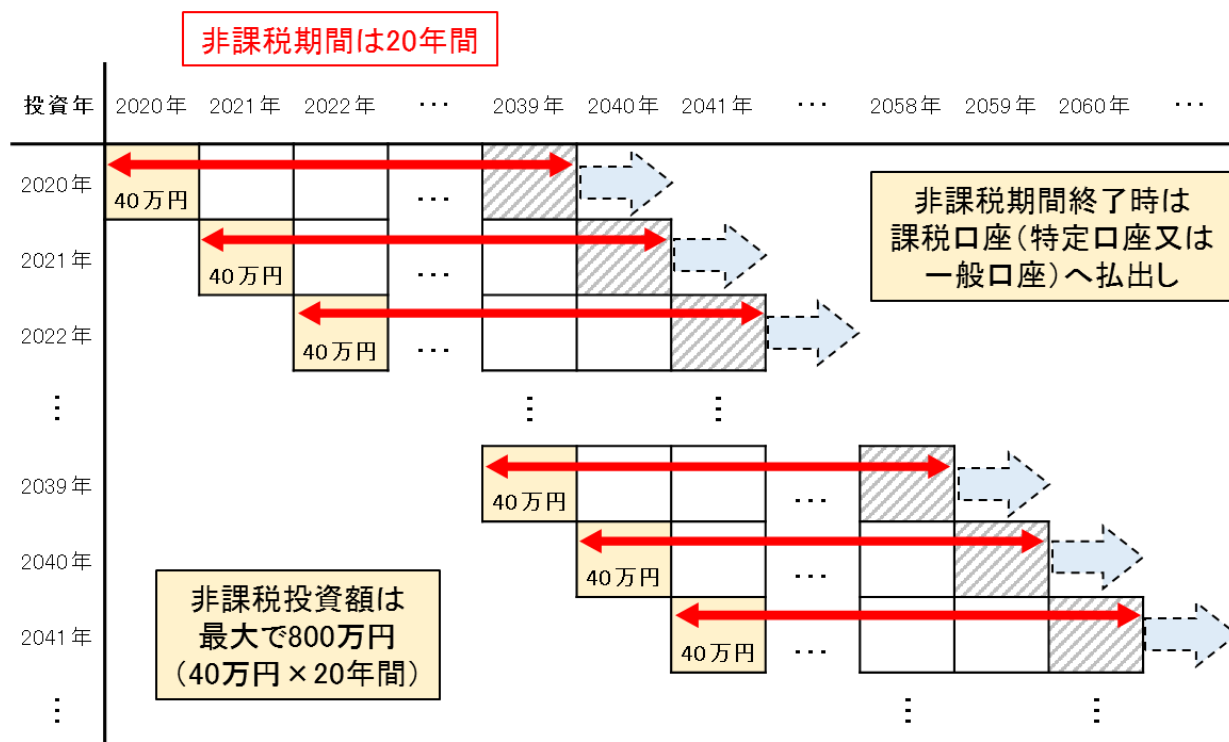 非課税期間は20年間
投資年 2020年 2021年 2022年 … 2039年 2040年 2041年 … 2058年 2059年 2060年 …
2020年
40万円 …
非課税期間終了時は
課税口座(特定口座又は
一般口座)へ払出し
2021年
40万円 …
2022年
40万円 …
⋮ ⋮ ⋮
2039年
40万円 …
2040年
40万円 …
非課税投資額は
最大で800万円
(40万円×20年間)
2041年
40万円 …
⋮ ⋮ ⋮